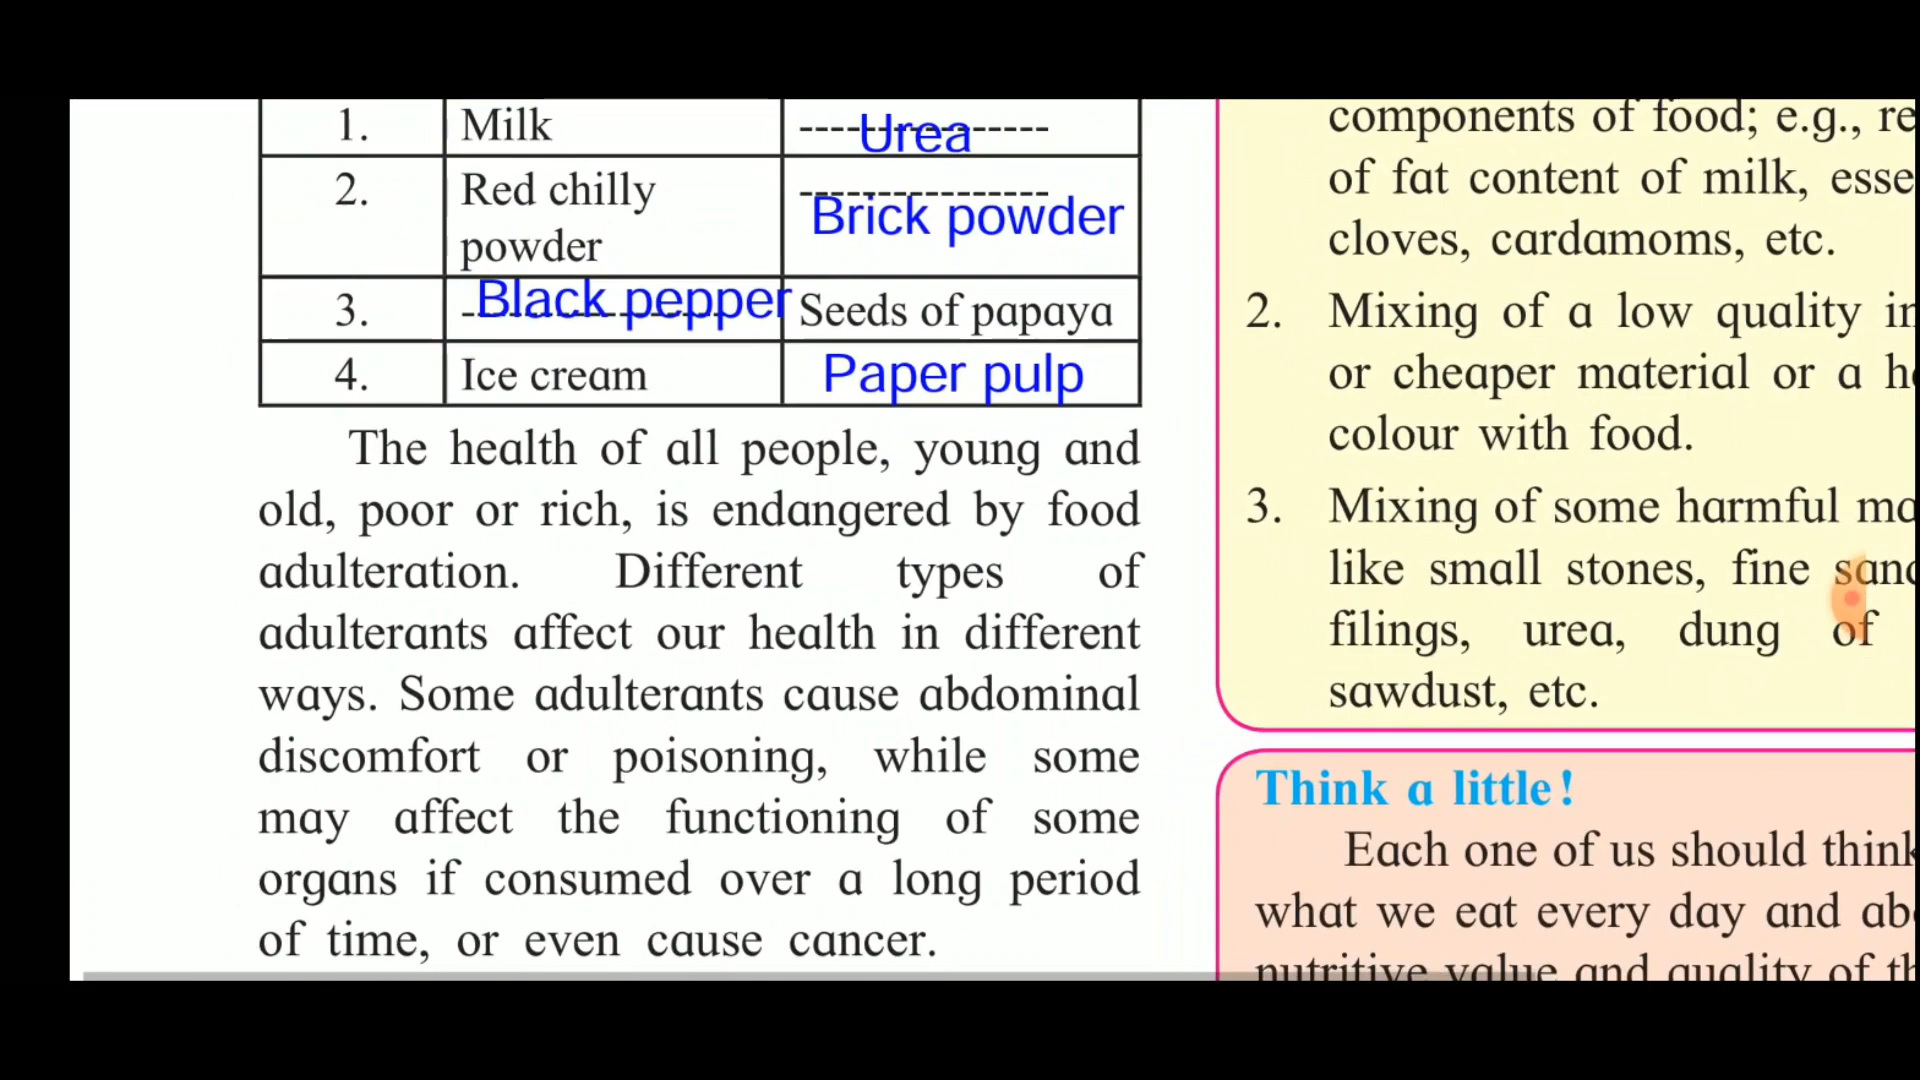 1. Milk ---------------- Urea
2. Red chilly ---------------- Brick powder
powder
3. Black pepper Seeds of papaya
4. Ice cream Paper pulp
The health of all people, young and
old, poor or rich, is endangered by food
adulteration. Different types of
adulterants affect our health in different
ways. Some adulterants cause abdominal
discomfort or poisoning, while some
may affect the functioning of some
organs if consumed over a long period
of time, or even cause cancer.
components of food; e.g.,
of fat content of milk,
cloves, cardamoms, etc.
2. Mixing of a low quality
or cheaper material or a
colour with food.
3. Mixing of some harmful
like small stones, fine
filings, urea, dung of
sawdust, etc.
Think a little!
Each one of us should think
what we eat every day and
nutritive value and quality of